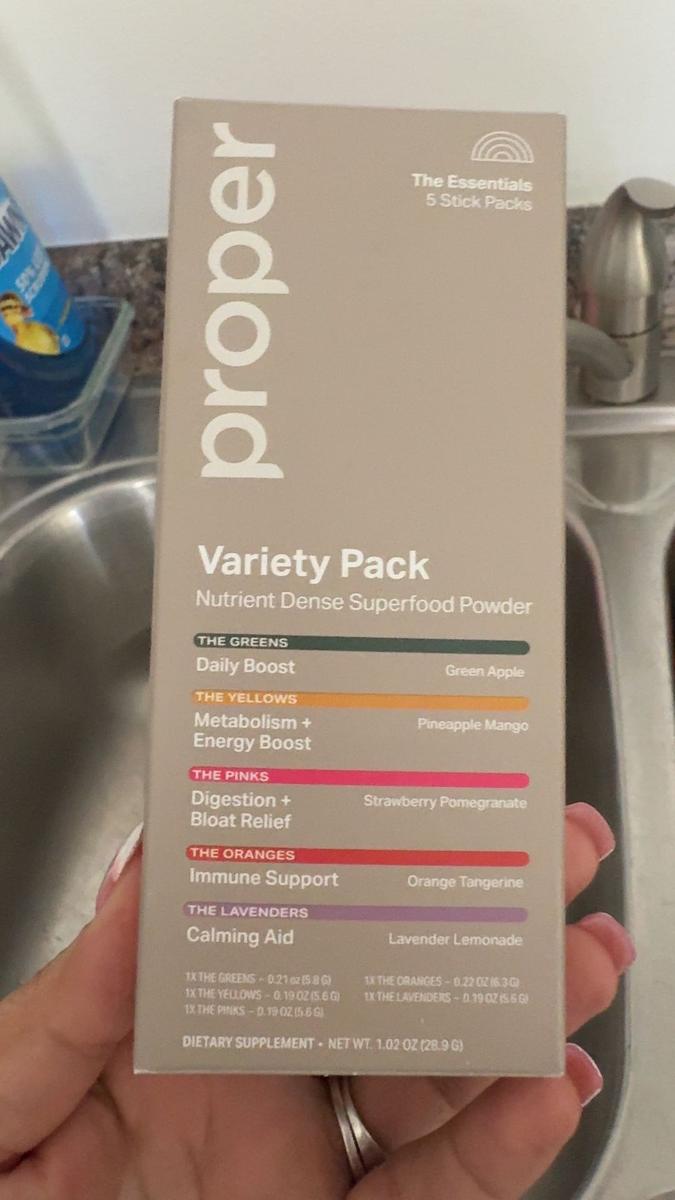 proper
The Essentials
5 Stick Packs
Variety Pack
Nutrient Dense Superfood Powder
THE GREENS
Daily Boost
Green Apple
THE YELLOWS
Metabolism +
Energy Boost
Pineapple Mango
THE PINKS
Digestion +
Bloat Relief
Strawberry Pomegranate
THE ORANGES
Immune Support
Orange Tangerine
THE LAVENDERS
Calming Aid
Lavender Lemonade
1X THE GREENS – 0.21 oz (5.8 G)
1X THE YELLOWS – 0.19 OZ (5.6 G)
1X THE PINKS – 0.19 OZ (5.6 G)
1X THE ORANGES – 0.22 OZ (6.3 G)
1X THE LAVENDERS – 0.19 OZ (5.6 G)
DIETARY SUPPLEMENT • NET WT. 1.02 OZ (28.9 G)